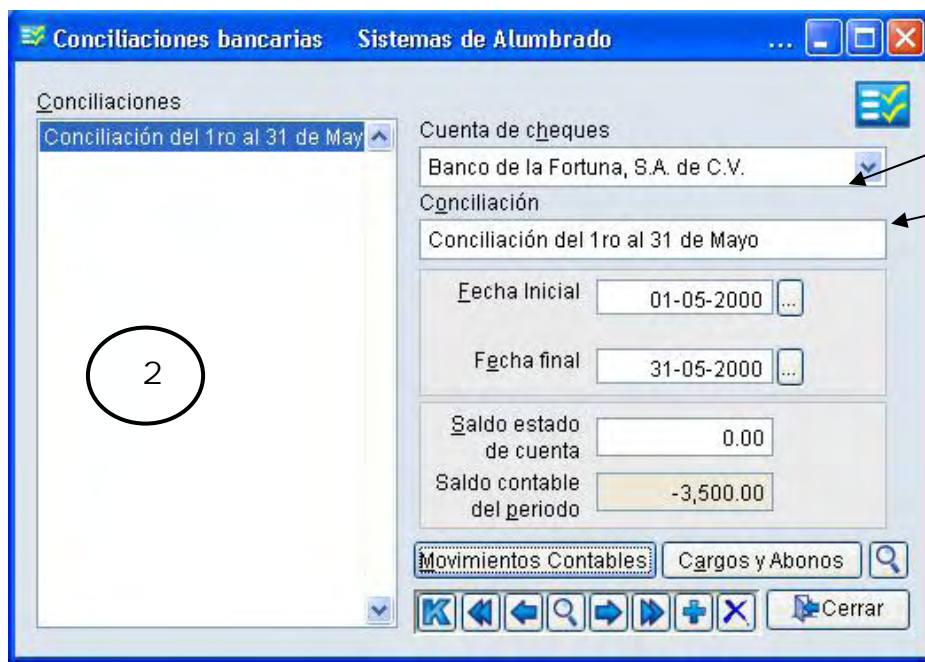 Conciliaciones bancarias Sistemas de Alumbrado ...
Conciliaciones
Conciliación del 1ro al 31 de May
2
Cuenta de cheques
Banco de la Fortuna, S.A. de C.V.
Conciliación
Conciliación del 1ro al 31 de Mayo
Fecha Inicial 01-05-2000 ...
Fecha final 31-05-2000 ...
Saldo estado
de cuenta 0.00
Saldo contable
del periodo -3,500.00
Movimientos Contables Cargos y Abonos
Cerrar